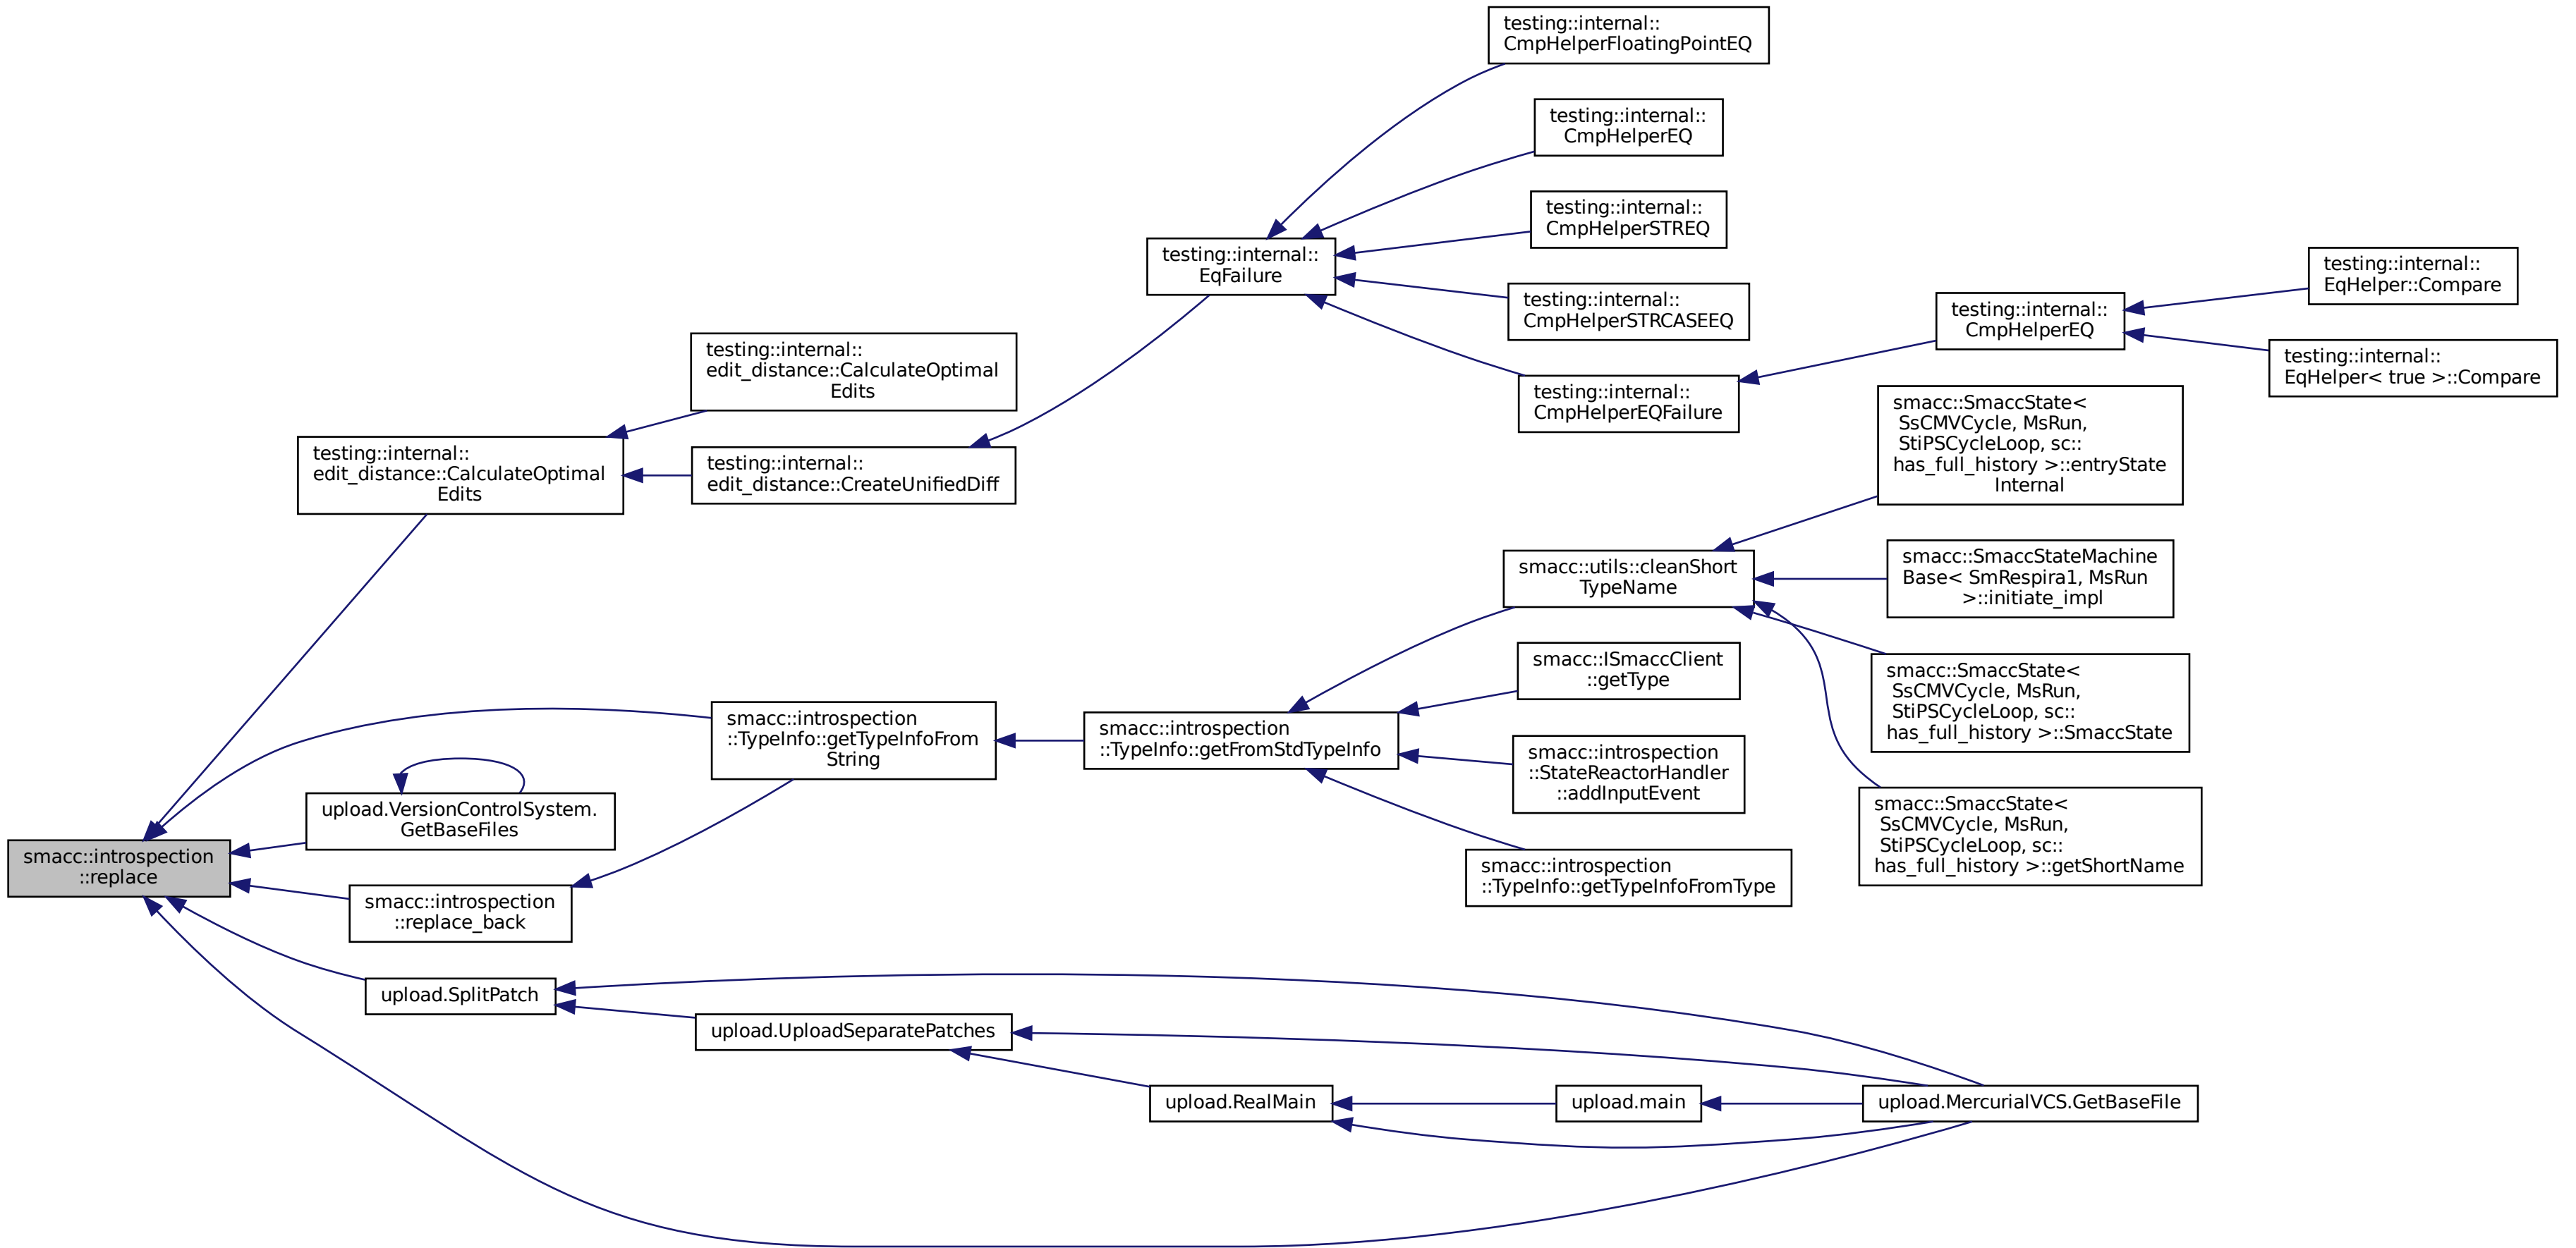 testing::internal::
CmpHelperFloatingPointEQ
testing::internal::
CmpHelperEQ
testing::internal::
CmpHelperSTREQ
testing::internal::
EqFailure
testing::internal::
CmpHelperSTRCASEEQ
testing::internal::
CmpHelperEQFailure
testing::internal::
CmpHelperEQ
testing::internal::
EqHelper::Compare
testing::internal::
EqHelper< true >::Compare
testing::internal::
edit_distance::CalculateOptimal
Edits
testing::internal::
edit_distance::CalculateOptimal
Edits
testing::internal::
edit_distance::CreateUnifiedDiff
smacc::SmaccState<
SsCMVCycle, MsRun,
StiPSCycleLoop, sc::
has_full_history >::entryState
Internal
smacc::utils::cleanShort
TypeName
smacc::SmaccStateMachine
Base< SmRespira1, MsRun
>::initiate_impl
smacc::SmaccState<
SsCMVCycle, MsRun,
StiPSCycleLoop, sc::
has_full_history >::SmaccState
smacc::SmaccState<
SsCMVCycle, MsRun,
StiPSCycleLoop, sc::
has_full_history >::getShortName
smacc::ISmaccClient
::getType
smacc::introspection
::TypeInfo::getTypeInfoFrom
String
smacc::introspection
::TypeInfo::getFromStdTypeInfo
smacc::introspection
::StateReactorHandler
::addInputEvent
smacc::introspection
::TypeInfo::getTypeInfoFromType
upload.VersionControlSystem.
GetBaseFiles
smacc::introspection
::replace
smacc::introspection
::replace_back
upload.SplitPatch
upload.UploadSeparatePatches
upload.RealMain
upload.main
upload.MercurialVCS.GetBaseFile